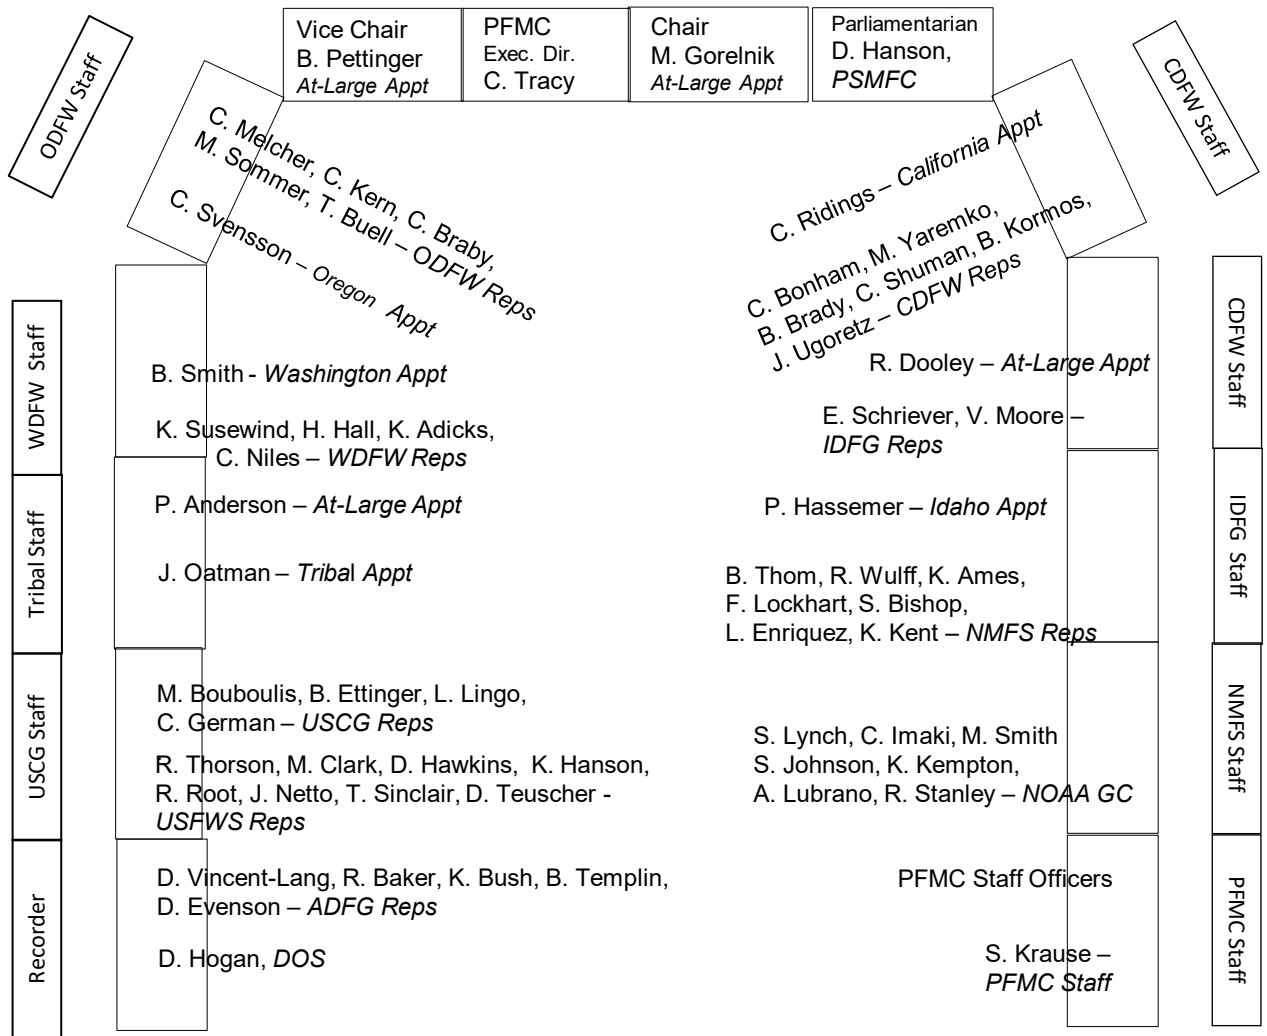 Vice Chair
B. Pettinger
At-Large Appt
PFMC
Exec. Dir.
C. Tracy
Chair
M. Gorelnik
At-Large Appt
Parliamentarian
D. Hanson,
PSMFC
ODFW Staff
CDFW Staff
C. Melcher, C. Kern, C. Braby,
M. Sommer, T. Buell – ODFW Reps
C. Svensson – Oregon Appt
C. Ridings – California Appt
C. Bonham, M. Yaremko,
B. Brady, C. Shuman, B. Kormos,
J. Ugoretz – CDFW Reps
WDFW Staff
B. Smith - Washington Appt
K. Susewind, H. Hall, K. Adicks,
C. Niles – WDFW Reps
R. Dooley – At-Large Appt
E. Schriever, V. Moore –
IDFG Reps
CDFW Staff
Tribal Staff
P. Anderson – At-Large Appt
J. Oatman – Tribal Appt
P. Hassemer – Idaho Appt
B. Thom, R. Wulff, K. Ames,
F. Lockhart, S. Bishop,
L. Enriquez, K. Kent – NMFS Reps
IDFG Staff
USCG Staff
M. Bouboulis, B. Ettinger, L. Lingo,
C. German – USCG Reps
R. Thorson, M. Clark, D. Hawkins, K. Hanson,
R. Root, J. Netto, T. Sinclair, D. Teuscher -
USFWS Reps
S. Lynch, C. Imaki, M. Smith
S. Johnson, K. Kempton,
A. Lubrano, R. Stanley – NOAA GC
NMFS Staff
Recorder
D. Vincent-Lang, R. Baker, K. Bush, B. Templin,
D. Evenson – ADFG Reps
D. Hogan, DOS
PFMC Staff Officers
S. Krause –
PFMC Staff
PFMC Staff